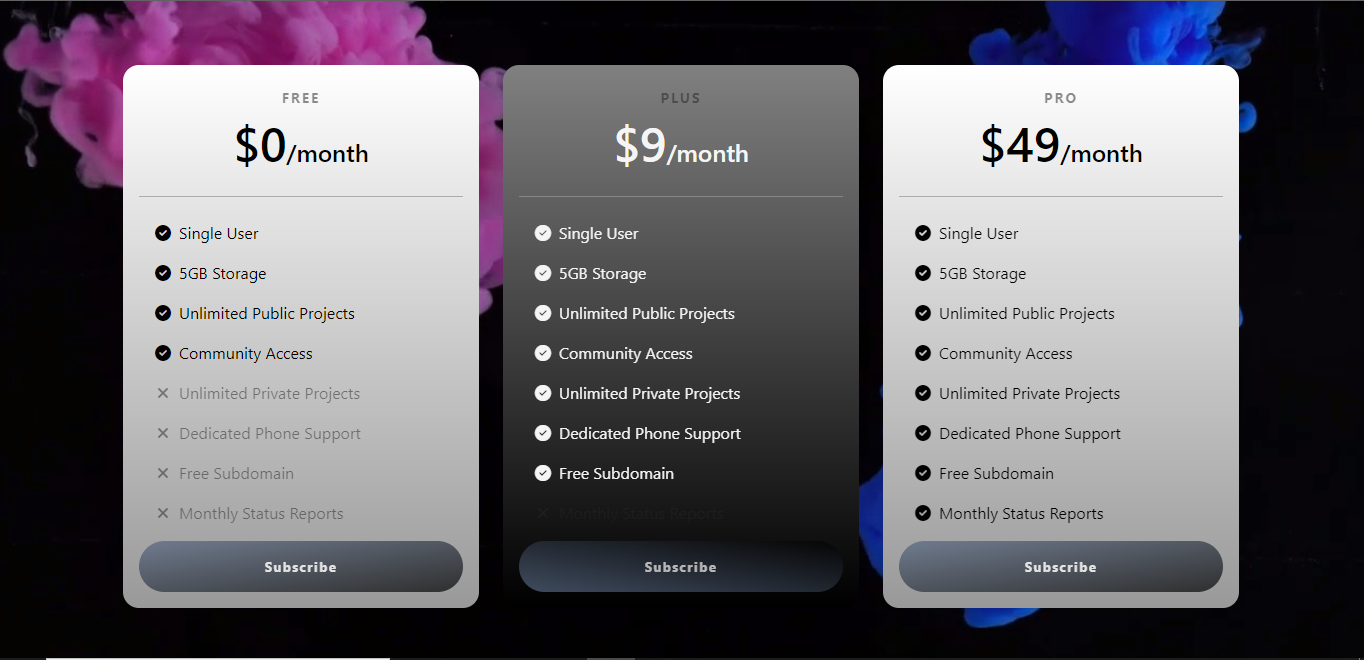 FREE
$0/month
Single User
5GB Storage
Unlimited Public Projects
Community Access
Unlimited Private Projects
Dedicated Phone Support
Free Subdomain
Monthly Status Reports
Subscribe
PLUS
$9/month
Single User
5GB Storage
Unlimited Public Projects
Community Access
Unlimited Private Projects
Dedicated Phone Support
Free Subdomain
Monthly Status Reports
Subscribe
PRO
$49/month
Single User
5GB Storage
Unlimited Public Projects
Community Access
Unlimited Private Projects
Dedicated Phone Support
Free Subdomain
Monthly Status Reports
Subscribe